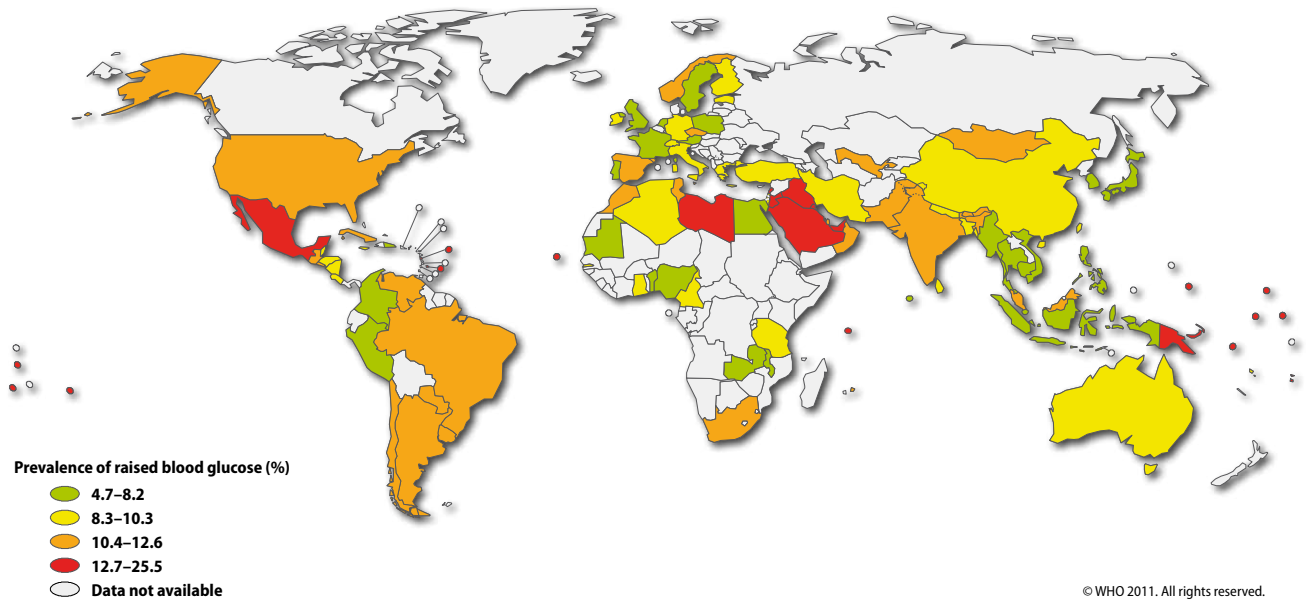 Prevalence of raised blood glucose (%)
4.7–8.2
8.3–10.3
10.4–12.6
12.7–25.5
Data not available
© WHO 2011. All rights reserved.